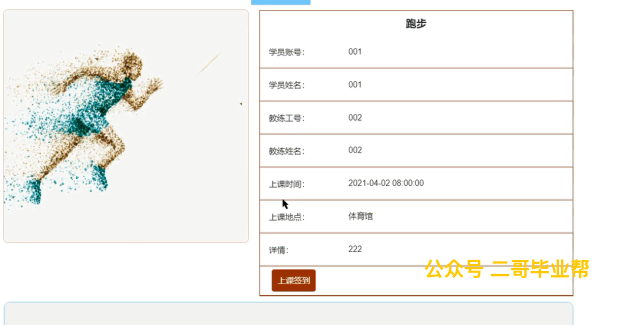 跑步
学员账号： 001
学员姓名： 001
教练工号： 002
教练姓名： 002
上课时间： 2021-04-02 08:00:00
上课地点： 体育馆
详情： 222
公众号 二哥毕业帮
上课签到